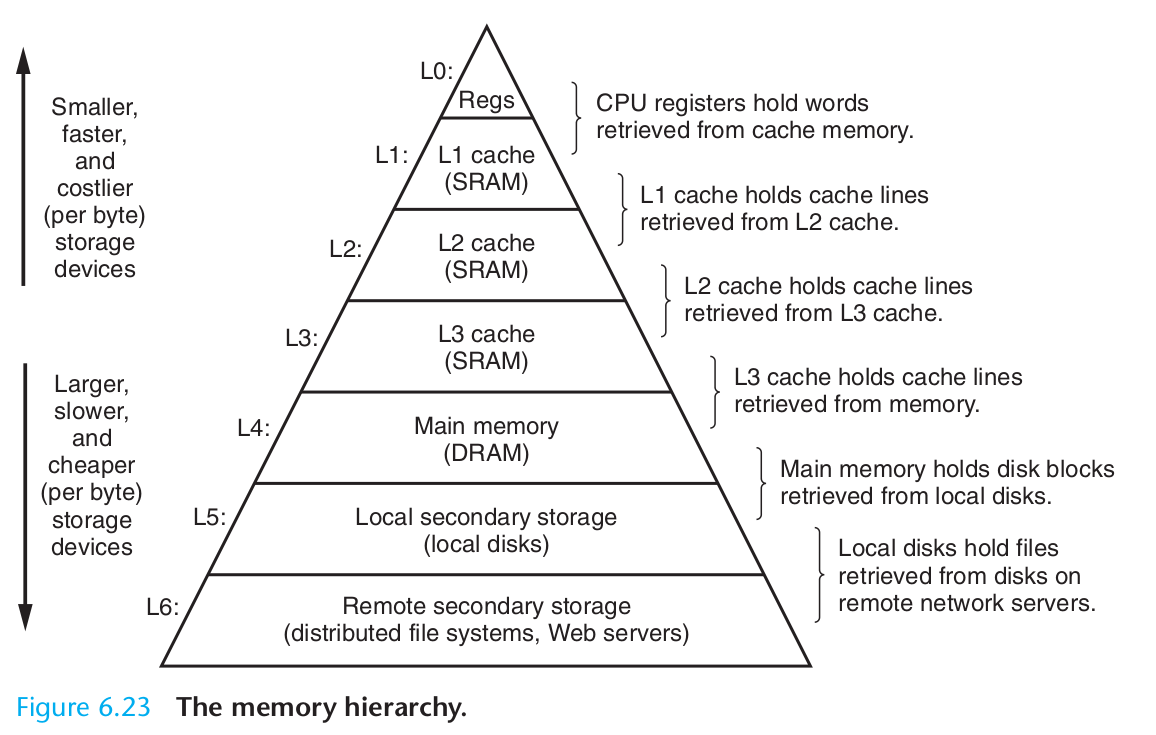 L0:
Regs
CPU registers hold words
retrieved from cache memory.
Smaller,
faster,
and
costlier
(per byte)
storage
devices
L1:
L1 cache
(SRAM)
L1 cache holds cache lines
retrieved from L2 cache.
L2:
L2 cache
(SRAM)
L2 cache holds cache lines
retrieved from L3 cache.
L3:
L3 cache
(SRAM)
L3 cache holds cache lines
retrieved from memory.
Larger,
slower,
and
cheaper
(per byte)
storage
devices
L4:
Main memory
(DRAM)
Main memory holds disk blocks
retrieved from local disks.
L5:
Local secondary storage
(local disks)
Local disks hold files
retrieved from disks on
remote network servers.
L6:
Remote secondary storage
(distributed file systems, Web servers)
Figure 6.23 The memory hierarchy.